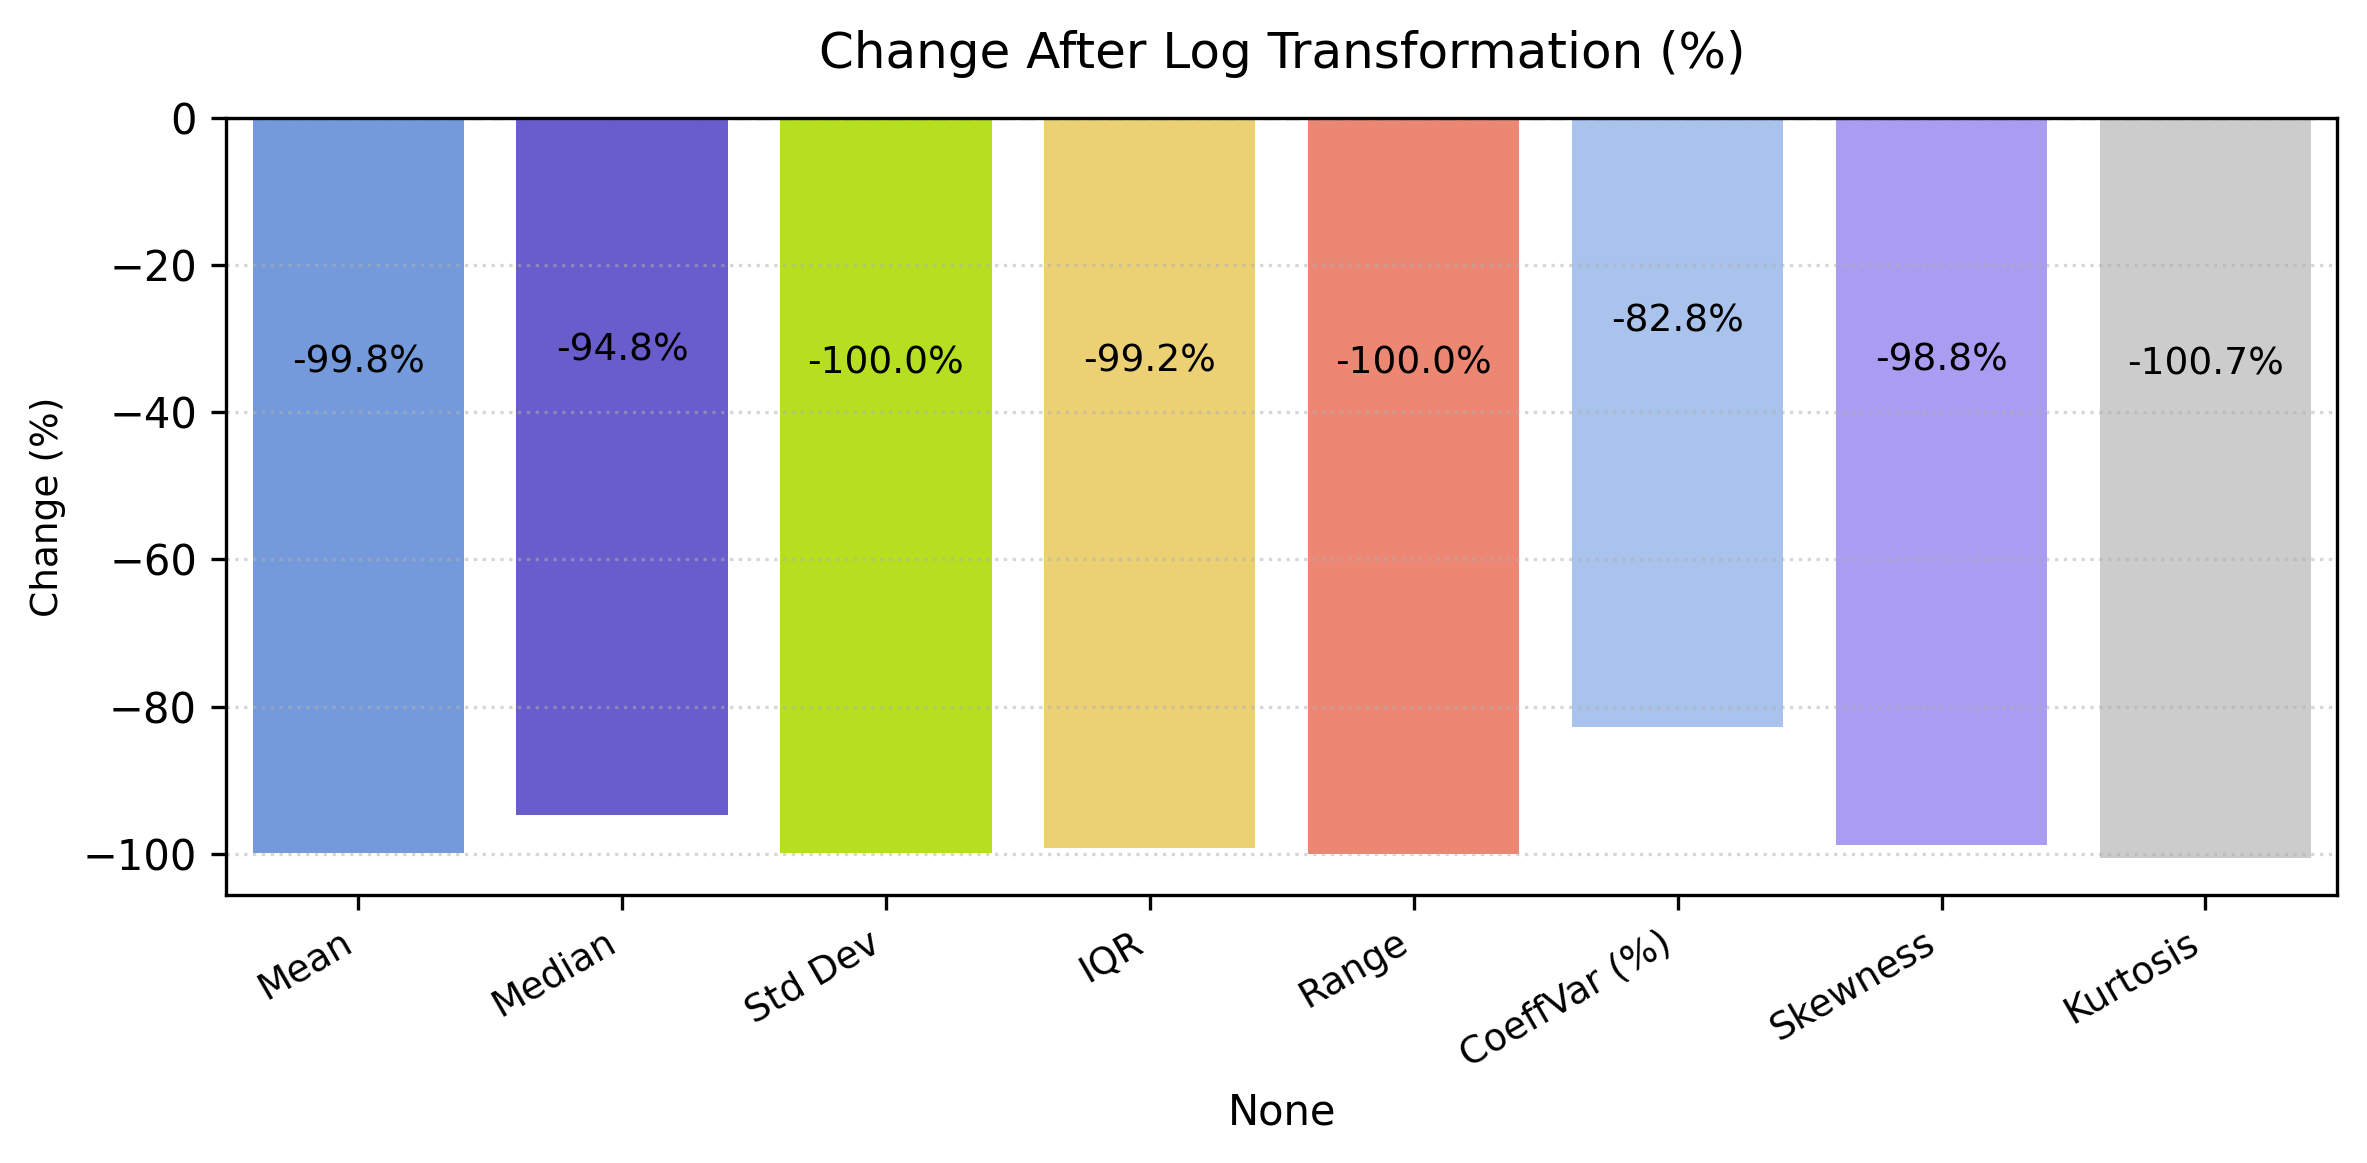 Change After Log Transformation (%)
Change (%)
0
−20
−40
−60
−80
−100
-99.8%
-94.8%
-100.0%
-99.2%
-100.0%
-82.8%
-98.8%
-100.7%
Mean
Median
Std Dev
IQR
Range
CoeffVar (%)
Skewness
Kurtosis
None